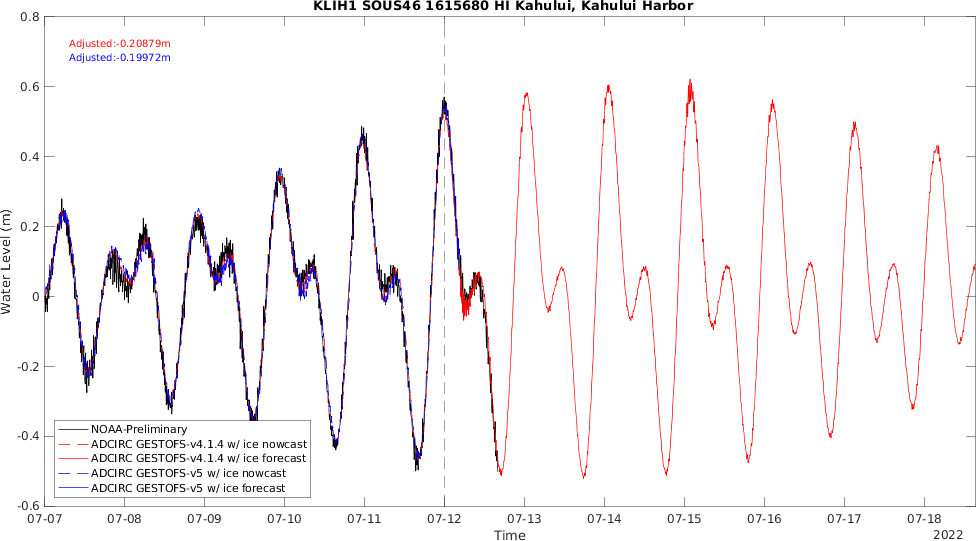 KLIH1 SOUS46 1615680 HI Kahului, Kahului Harbor
0.8
Adjusted:-0.20879m
Adjusted:-0.19972m
0.6
0.4
0.2
0
-0.2
-0.4
-0.6
Water Level (m)
NOAA-Preliminary
ADCIRC GESTOFS-v4.1.4 w/ ice nowcast
ADCIRC GESTOFS-v4.1.4 w/ ice forecast
ADCIRC GESTOFS-v5 w/ ice nowcast
ADCIRC GESTOFS-v5 w/ ice forecast
07-07 07-08 07-09 07-10 07-11 07-12 07-13 07-14 07-15 07-16 07-17 07-18
Time
2022